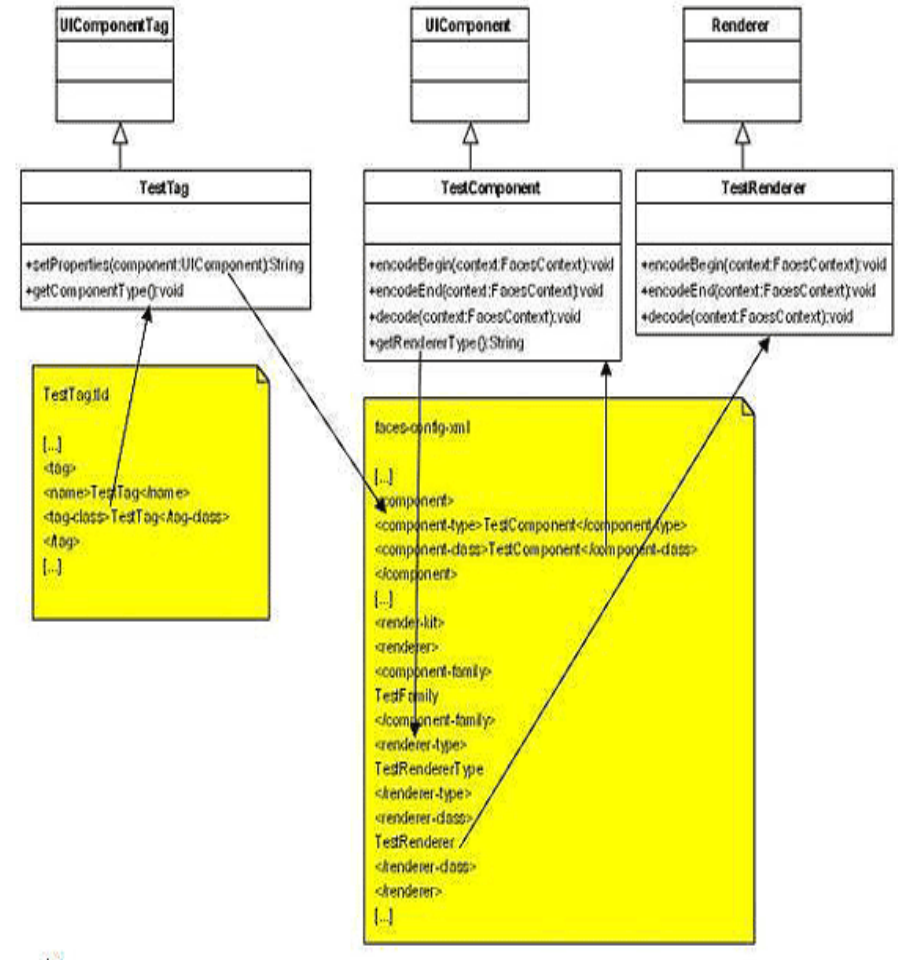 UIComponentTag
UIComponent
Renderer
TestTag
+setProperties(component:UIComponent):String
+getComponentType():void
TestComponent
+encodeBegin(context:FacesContext):void
+encodeEnd(context:FacesContext):void
+decode(context:FacesContext):void
+getRendererType():String
TestRenderer
+encodeBegin(context:FacesContext):void
+encodeEnd(context:FacesContext):void
+decode(context:FacesContext):void
TestTag.tld
[...]
<tag>
<name>TestTag</name>
<tag-class>TestTag</tag-class>
</tag>
[...]
faces-config-xml
[...]
<component>
<component-type>TestComponent</component-type>
<component-class>TestComponent</component-class>
</component>
[...]
<render-kit>
<renderer>
<component-family>
TestFamily
</component-family>
<renderer-type>
TestRendererType
</renderer-type>
<renderer-class>
TestRenderer
</renderer-class>
</renderer>
[...]